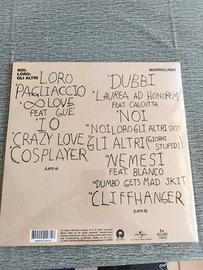 NOI,
LORO,
GLI ALTRI
MARRACASH
LORO
PAGLIACCIO
∞ LOVE
FEAT GUÈ
IO
CRAZY LOVE
COSPLAYER
(LATO A)
DUBBI
LAUREA AD HONOREM
FEAT CALCUTTA
NOI
NOI LORO GLI ALTRI SKIT
GLI ALTRI (GIORNI STUPIDI)
NEMESI
FEAT BLANCO
DUMBO GETS MAD SKIT
CLIFFHANGER
(LATO B)